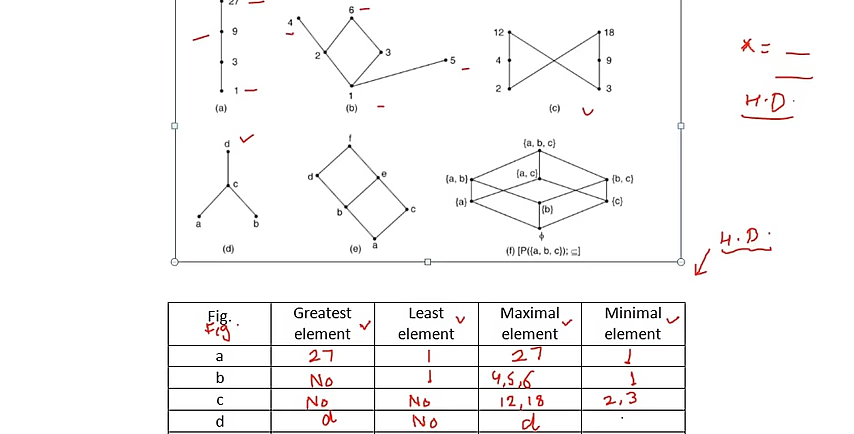 27
9
3
1
(a)
4
6
2
3
5
1
(b)
12
18
4
9
2
3
(c)
x = __
H.D.
d
c
a
b
(d)
f
d
e
b
c
a
(e)
{a, b, c}
{a, b}
{a, c}
{b, c}
{a}
{b}
{c}
ϕ
(f) [P({a, b, c}); ⊆]
H.D.
Fig. Greatest element Least element Maximal element Minimal element
Fig.
a 27 1 27 1
b No 1 4,5,6 1
c No No 12,18 2,3
d d No d